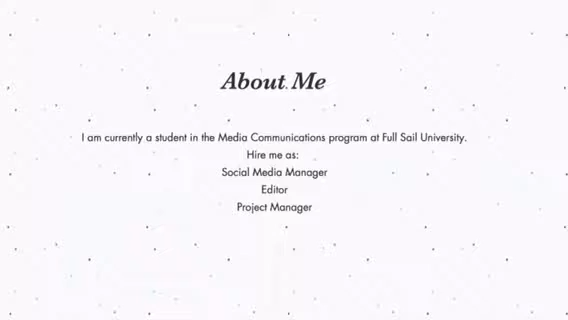 About Me
I am currently a student in the Media Communications program at Full Sail University.
Hire me as:
Social Media Manager
Editor
Project Manager